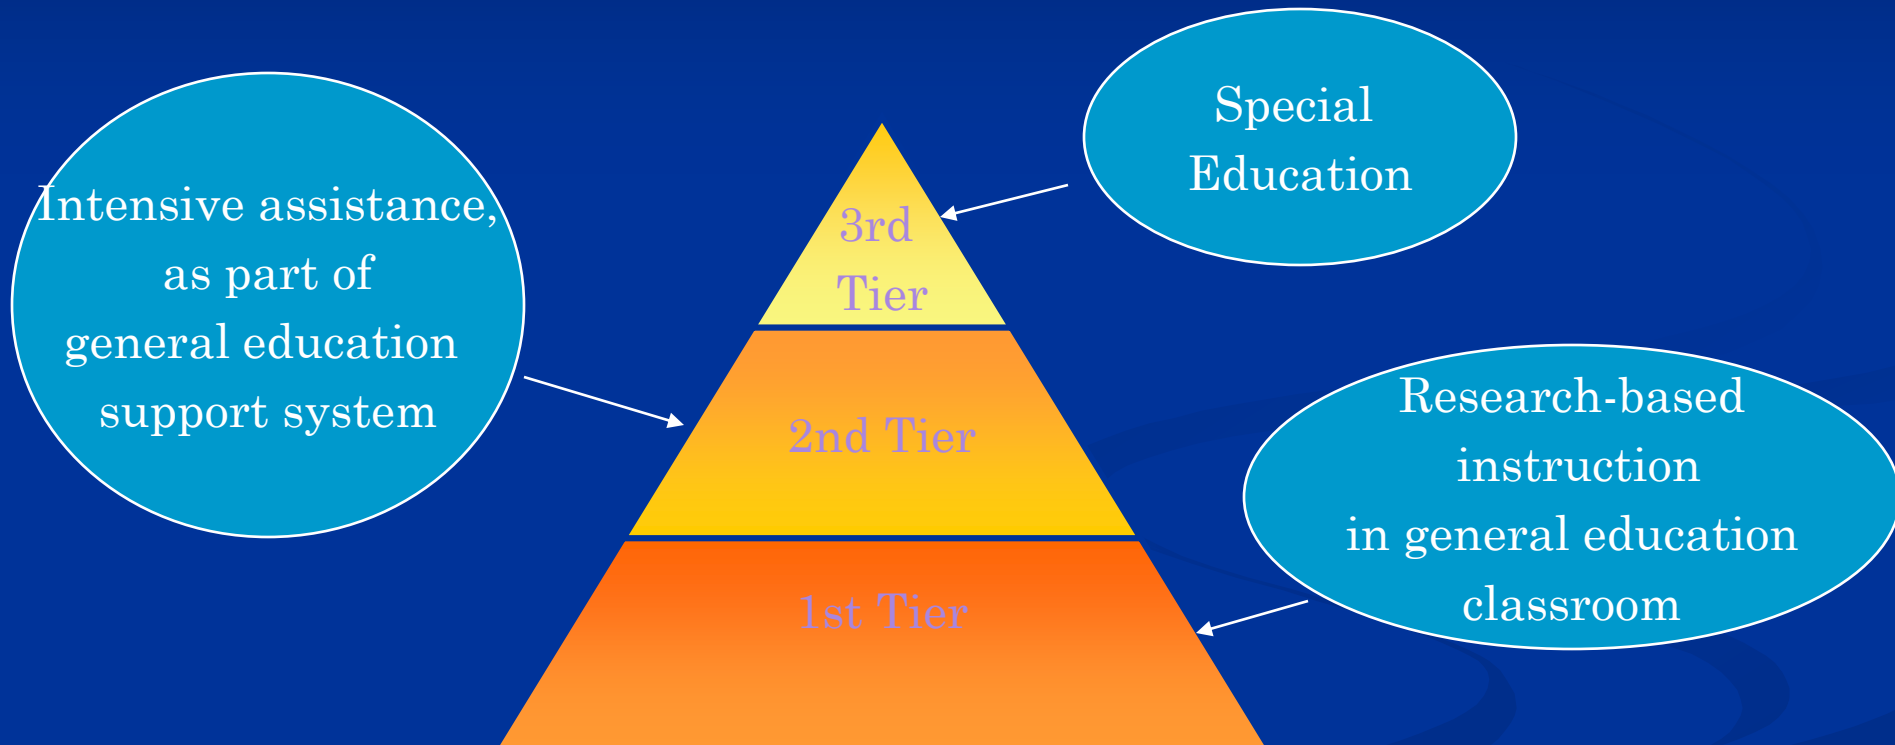 Special
Education
Intensive assistance,
as part of
general education
support system
3rd
Tier
2nd Tier
Research-based
instruction
in general education
classroom
1st Tier